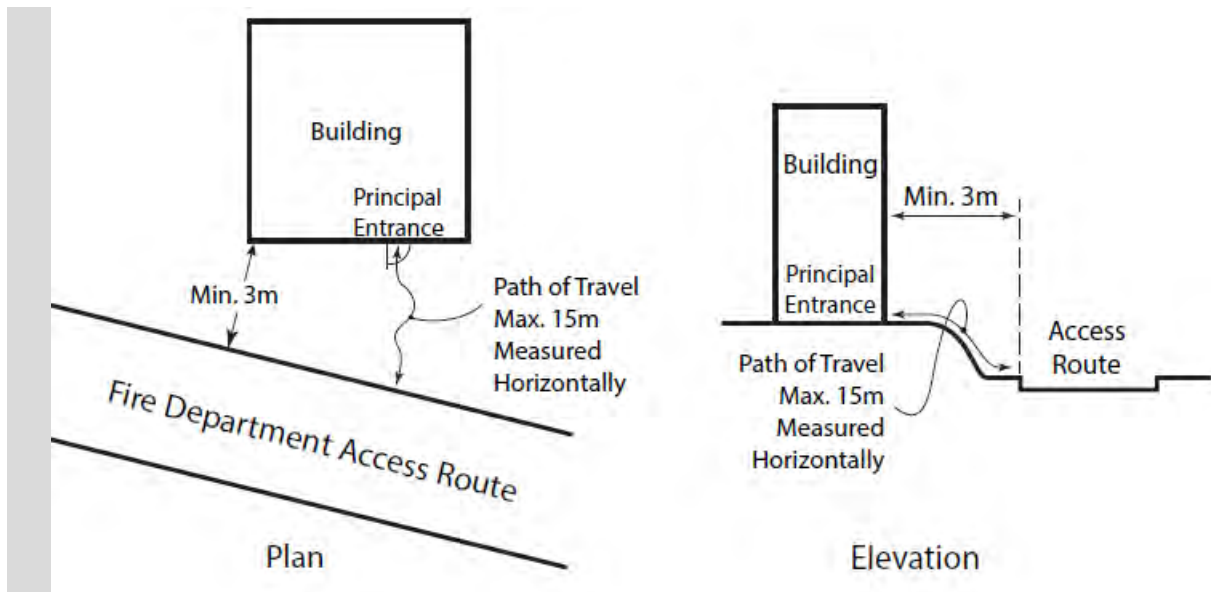 Building
Principal
Entrance
Min. 3m
Path of Travel
Max. 15m
Measured
Horizontally
Fire Department Access Route
Plan
Building
Min. 3m
Principal
Entrance
Access
Route
Path of Travel
Max. 15m
Measured
Horizontally
Elevation